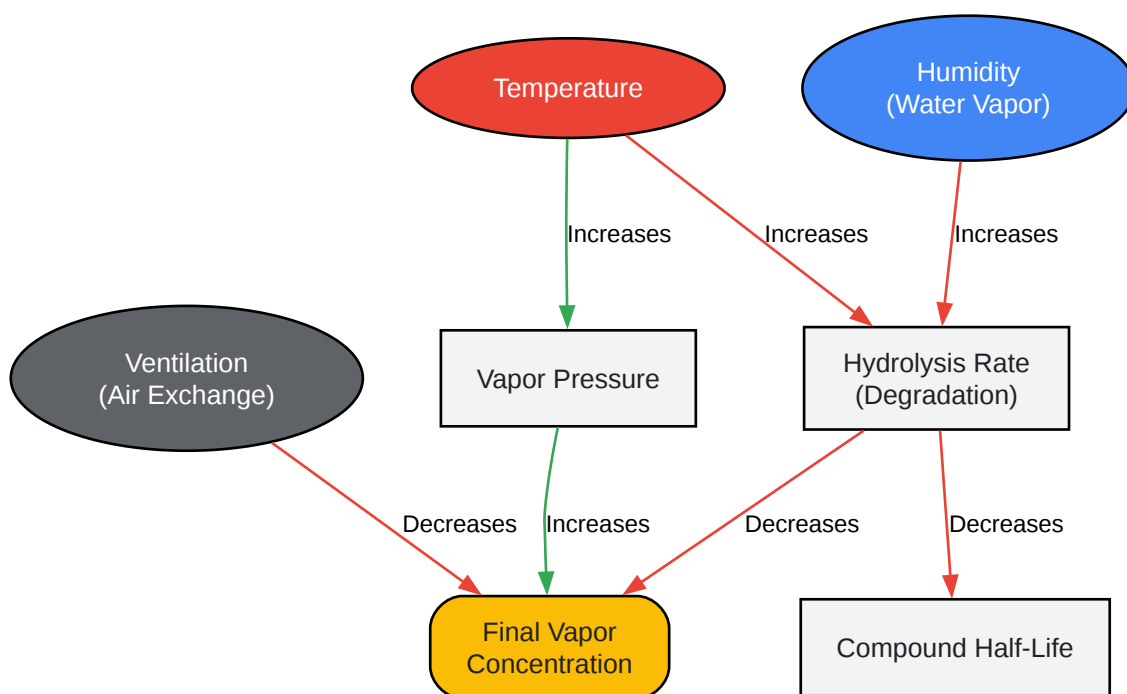 Temperature
Humidity
(Water Vapor)
Increases
Increases
Increases
Ventilation
(Air Exchange)
Vapor Pressure
Hydrolysis Rate
(Degradation)
Decreases
Increases
Decreases
Decreases
Final Vapor
Concentration
Compound Half-Life